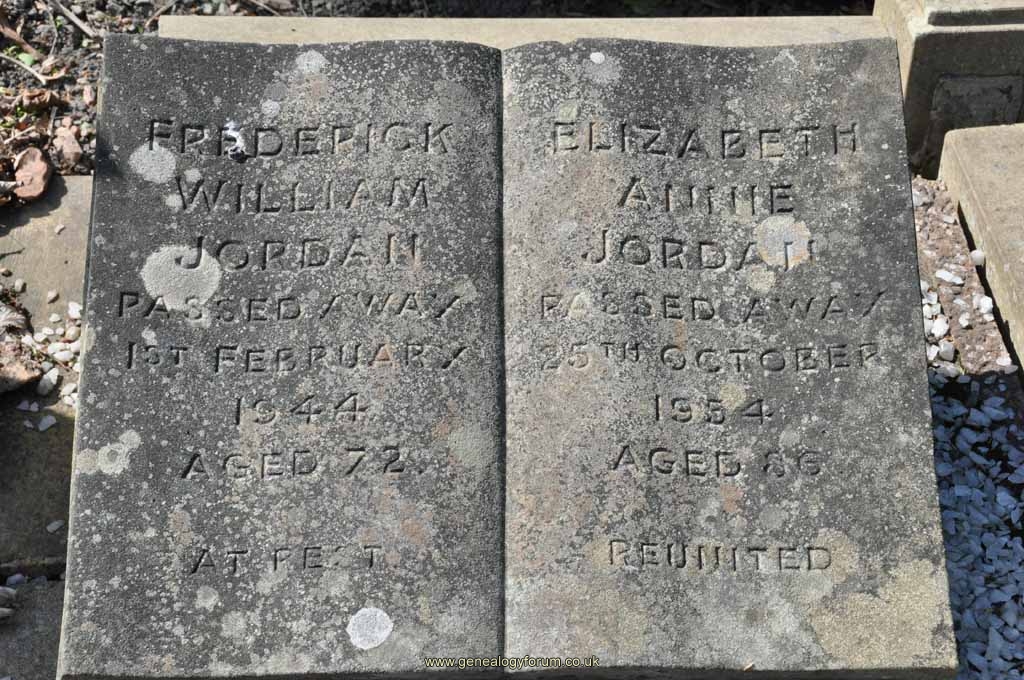 FREDERICK
WILLIAM
JORDAN
PASSED AWAY
1ST FEBRUARY
1944
AGED 72
AT REST
ELIZABETH
ANNIE
JORDAN
PASSED AWAY
25TH OCTOBER
1954
AGED 86
REUNITED
www.genealogyforum.co.uk